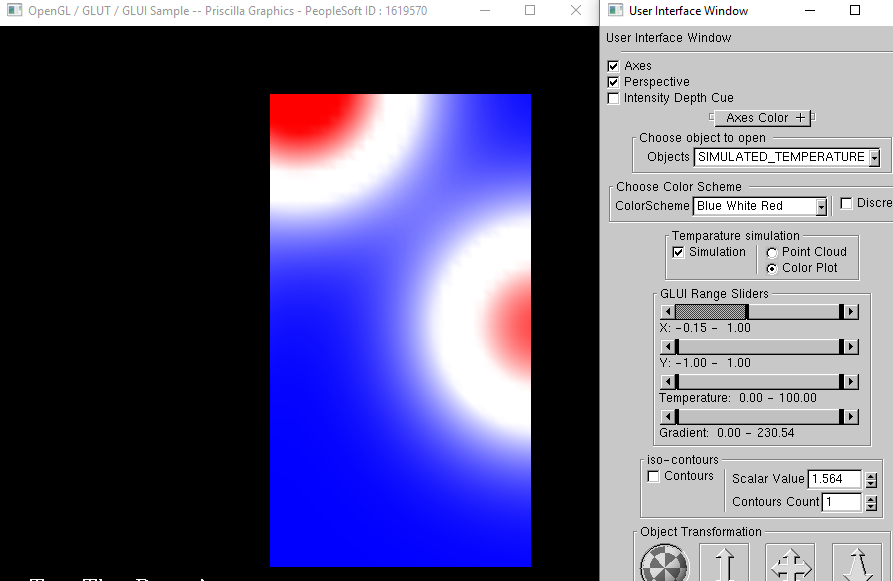 OpenGL / GLUT / GLUI Sample -- Priscilla Graphics - PeopleSoft ID : 1619570
User Interface Window
User Interface Window
Axes
Perspective
Intensity Depth Cue
Axes Color +
Choose object to open
Objects SIMULATED_TEMPERATURE
Choose Color Scheme
ColorScheme Blue White Red Discre
Temparature simulation
Simulation Point Cloud
Color Plot
GLUI Range Sliders
X: -0.15 - 1.00
Y: -1.00 - 1.00
Temperature: 0.00 - 100.00
Gradient: 0.00 - 230.54
iso-contours
Contours Scalar Value 1.564
Contours Count 1
Object Transformation